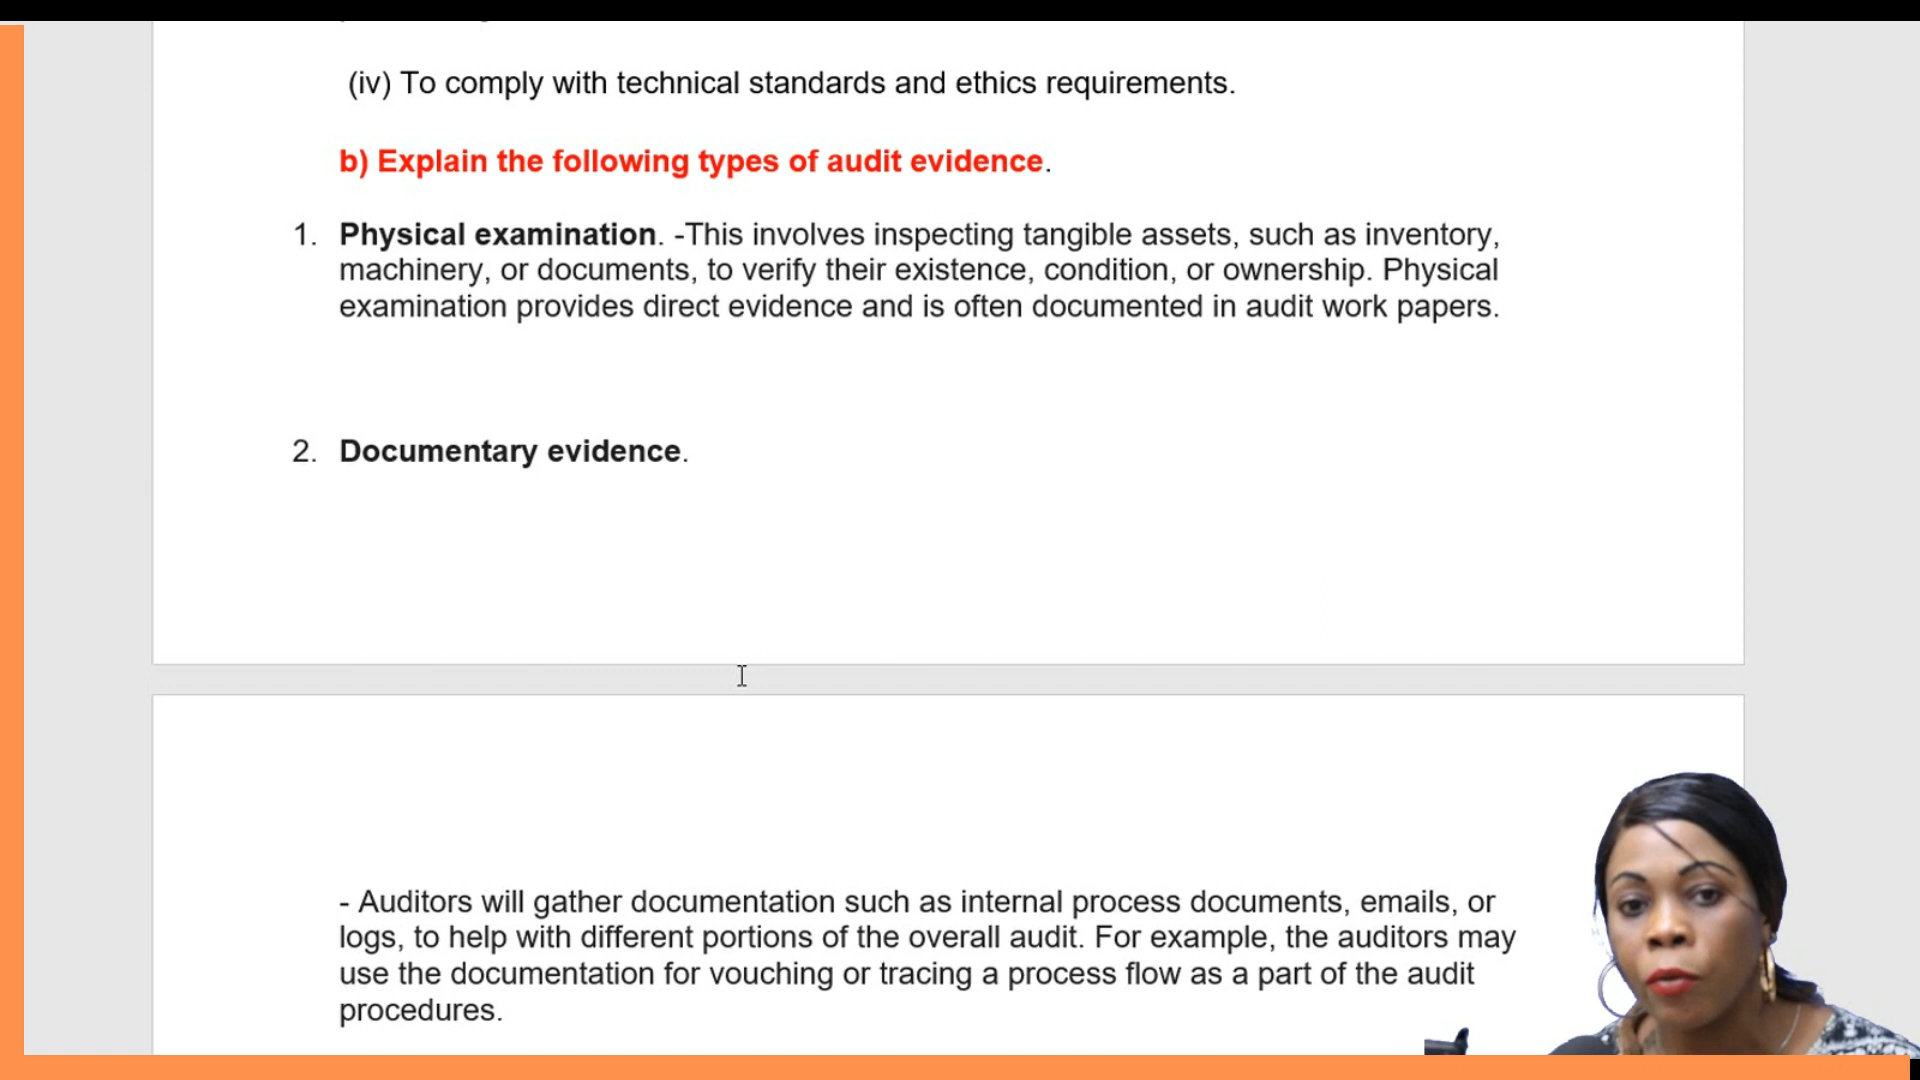 (iv) To comply with technical standards and ethics requirements.
b) Explain the following types of audit evidence.
1. Physical examination. -This involves inspecting tangible assets, such as inventory,
machinery, or documents, to verify their existence, condition, or ownership. Physical
examination provides direct evidence and is often documented in audit work papers.
2. Documentary evidence.
- Auditors will gather documentation such as internal process documents, emails, or
logs, to help with different portions of the overall audit. For example, the auditors may
use the documentation for vouching or tracing a process flow as a part of the audit
procedures.